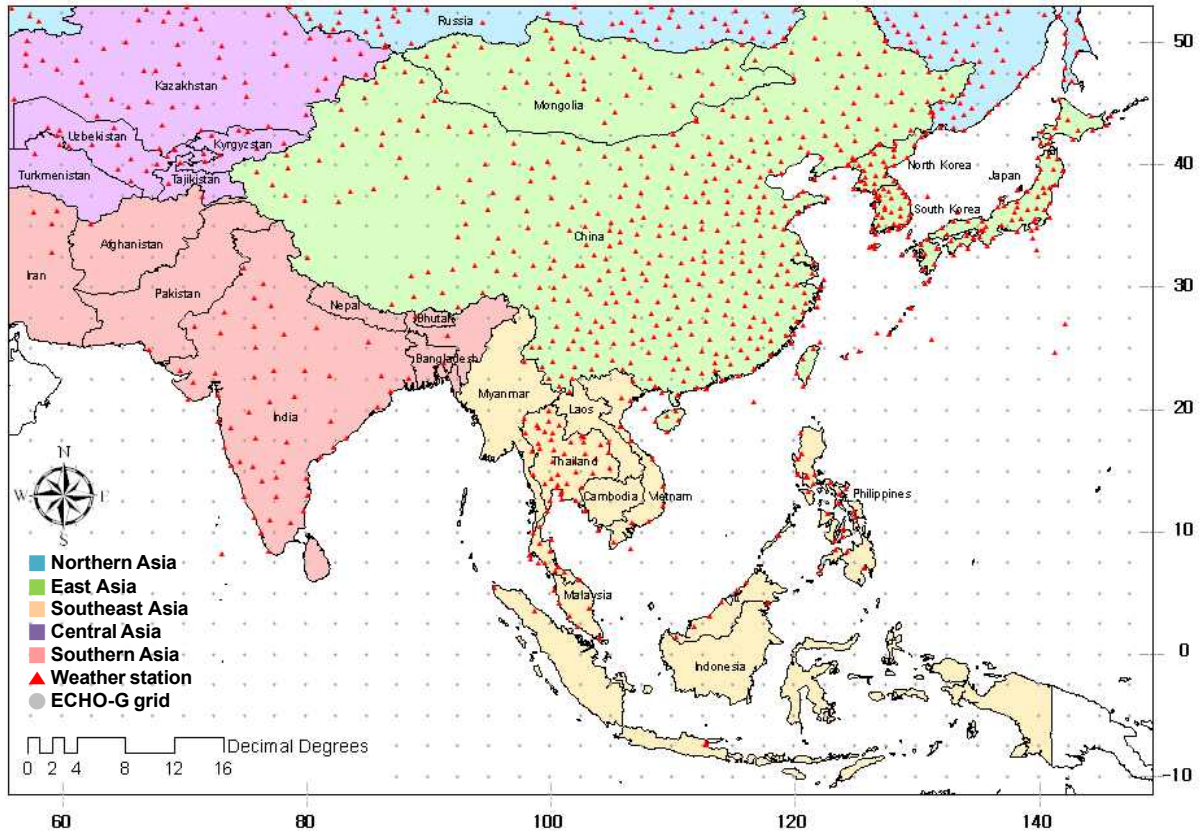 Russia
50
Kazakhstan
Mongolia
Uzbekistan
Kyrgyzstan
North Korea
40
Turkmenistan
Tajikistan
Japan
South Korea
Afghanistan
China
Iran
Pakistan
30
Nepal
Bhutan
Bangladesh
Myanmar
India
Laos
20
N
Thailand
W
E
Cambodia
Vietnam
Philippines
S
10
Northern Asia
East Asia
Southeast Asia
Malaysia
Central Asia
Southern Asia
0
Weather station
Indonesia
ECHO-G grid
Decimal Degrees
0 2 4 8 12 16
-10
60 80 100 120 140